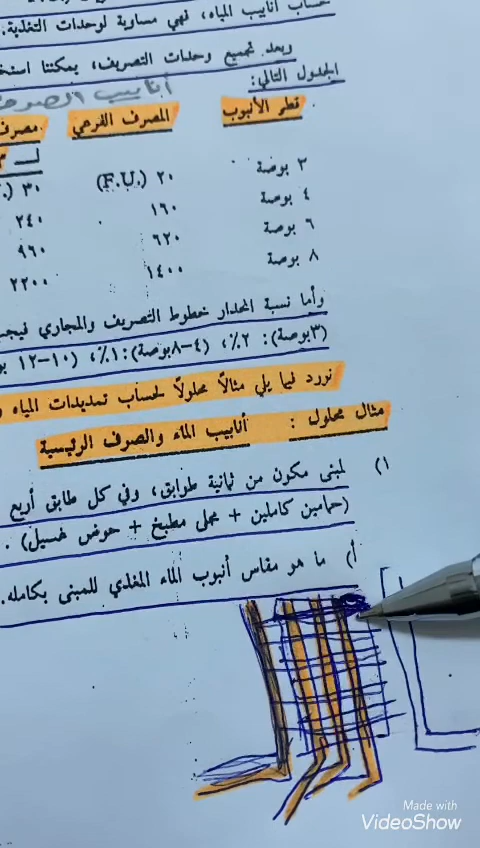 حساب أنابيب المياه، فهي مساوية لوحدات التغذية.
وبعد تجميع وحدات التصريف، يمكننا
الجدول التالي:
أنابيب الصرف
قطر الأنبوب المصرف الفرعي مصرف
٣ بوصة ٢٠ (F.U.) ٣٠
٤ بوصة ١٦٠ ٢٤٠
٦ بوصة ٦٢٠ ٩٦٠
٨ بوصة ١٤٠٠ ٢٢٠٠
وأما نسبة انحدار خطوط التصريف والمجاري
(٣بوصة): ٢٪، (٤–٨بوصة): ١٪، (١٠–١٢
نورد فيما يلي مثالاً محلولاً لحساب تمديدات المياه
مثال محلول : أنابيب الماء والصرف الرئيسية
١) لمبنى مكون من ثمانية طوابق، وفي كل طابق أربع
(حمامين كاملين + مجلى مطبخ + حوض غسيل) .
أ) ما هو مقاس أنبوب الماء المغذي للمبنى بكامله.
Made with
VideoShow